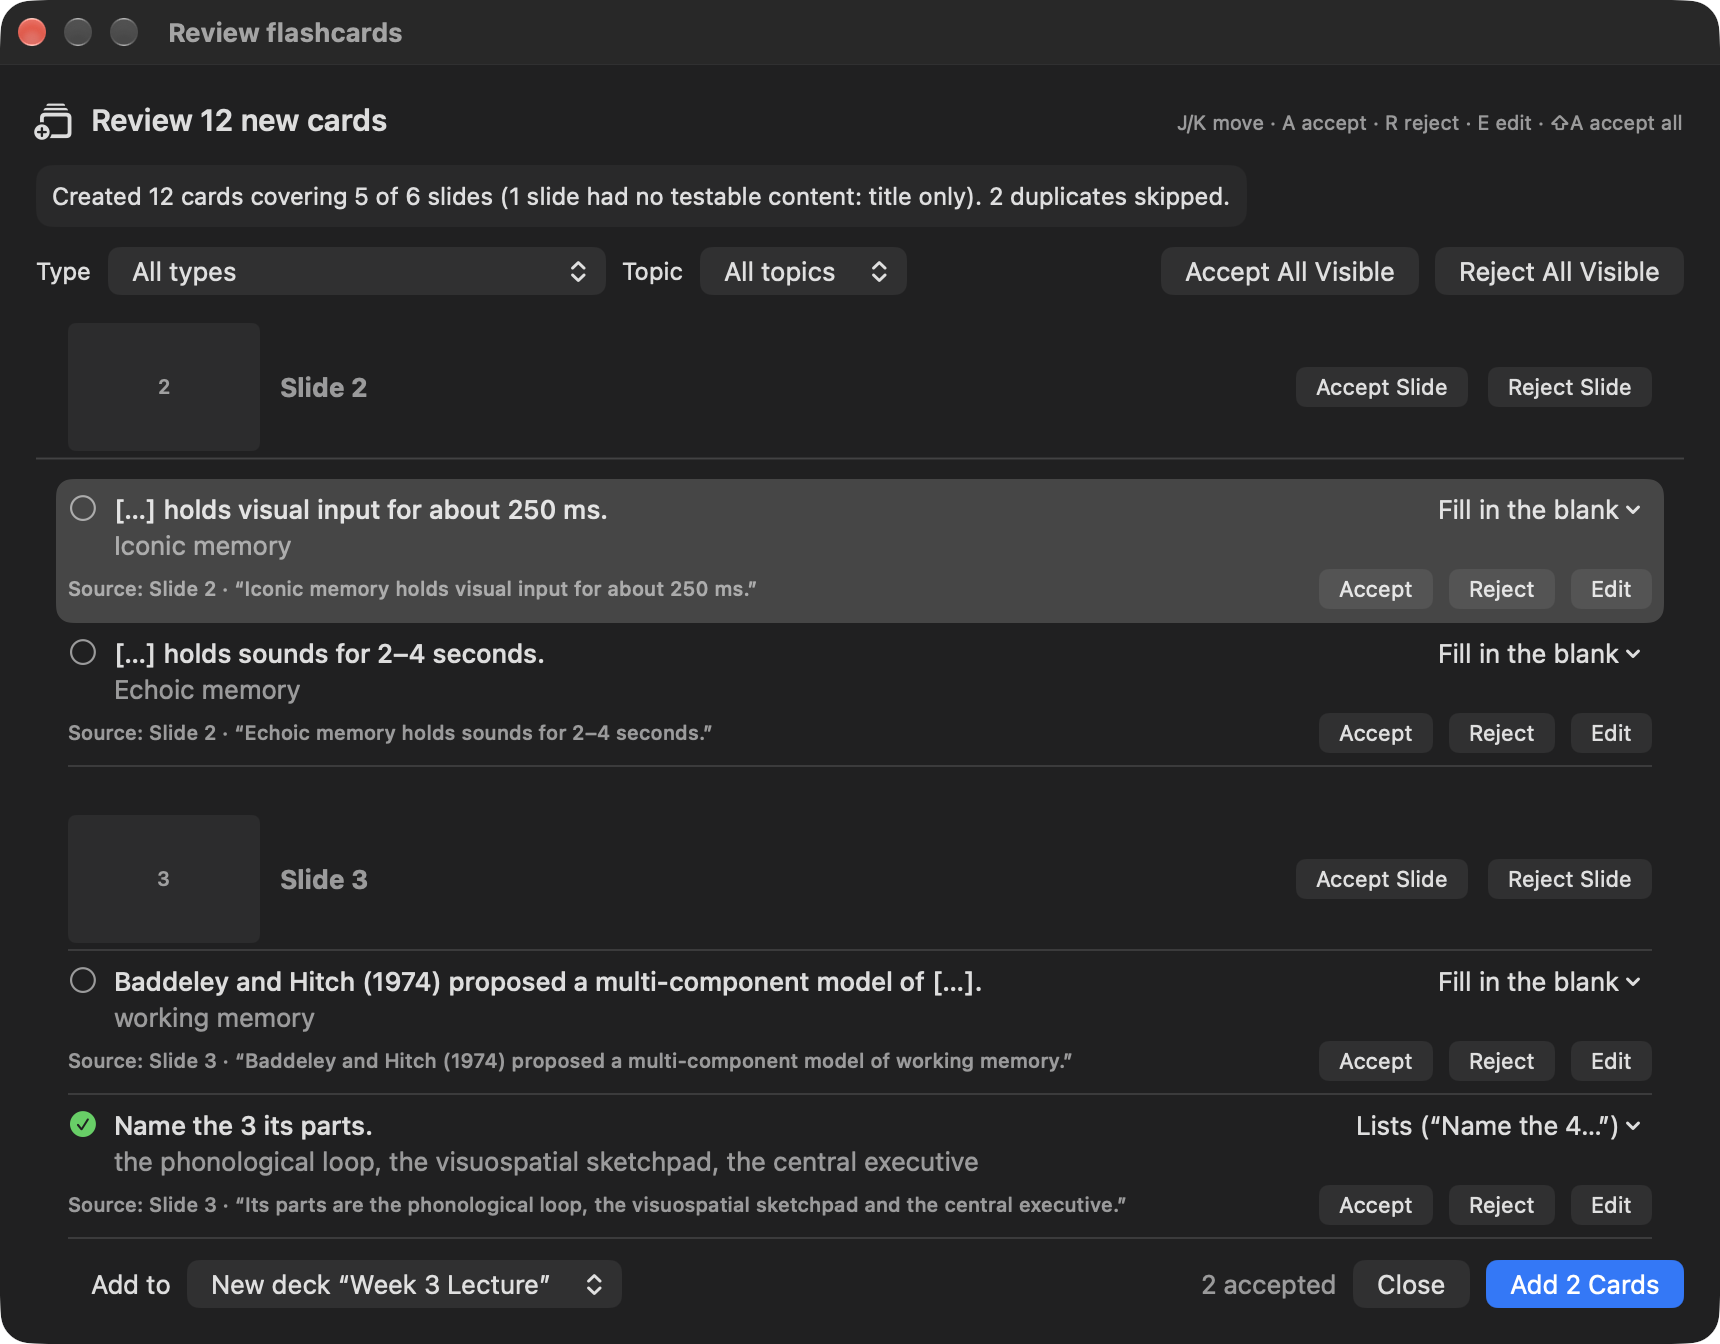 Review flashcards
Review 12 new cards
J/K move · A accept · R reject · E edit · ⇧A accept all
Created 12 cards covering 5 of 6 slides (1 slide had no testable content: title only). 2 duplicates skipped.
Type All types Topic All topics Accept All Visible Reject All Visible
2 Slide 2 Accept Slide Reject Slide
[...] holds visual input for about 250 ms. Fill in the blank
Iconic memory
Source: Slide 2 · “Iconic memory holds visual input for about 250 ms.” Accept Reject Edit
[...] holds sounds for 2–4 seconds. Fill in the blank
Echoic memory
Source: Slide 2 · “Echoic memory holds sounds for 2–4 seconds.” Accept Reject Edit
3 Slide 3 Accept Slide Reject Slide
Baddeley and Hitch (1974) proposed a multi-component model of [...]. Fill in the blank
working memory
Source: Slide 3 · “Baddeley and Hitch (1974) proposed a multi-component model of working memory.” Accept Reject Edit
Name the 3 its parts. Lists (“Name the 4...”)
the phonological loop, the visuospatial sketchpad, the central executive
Source: Slide 3 · “Its parts are the phonological loop, the visuospatial sketchpad and the central executive.” Accept Reject Edit
Add to New deck “Week 3 Lecture” 2 accepted Close Add 2 Cards